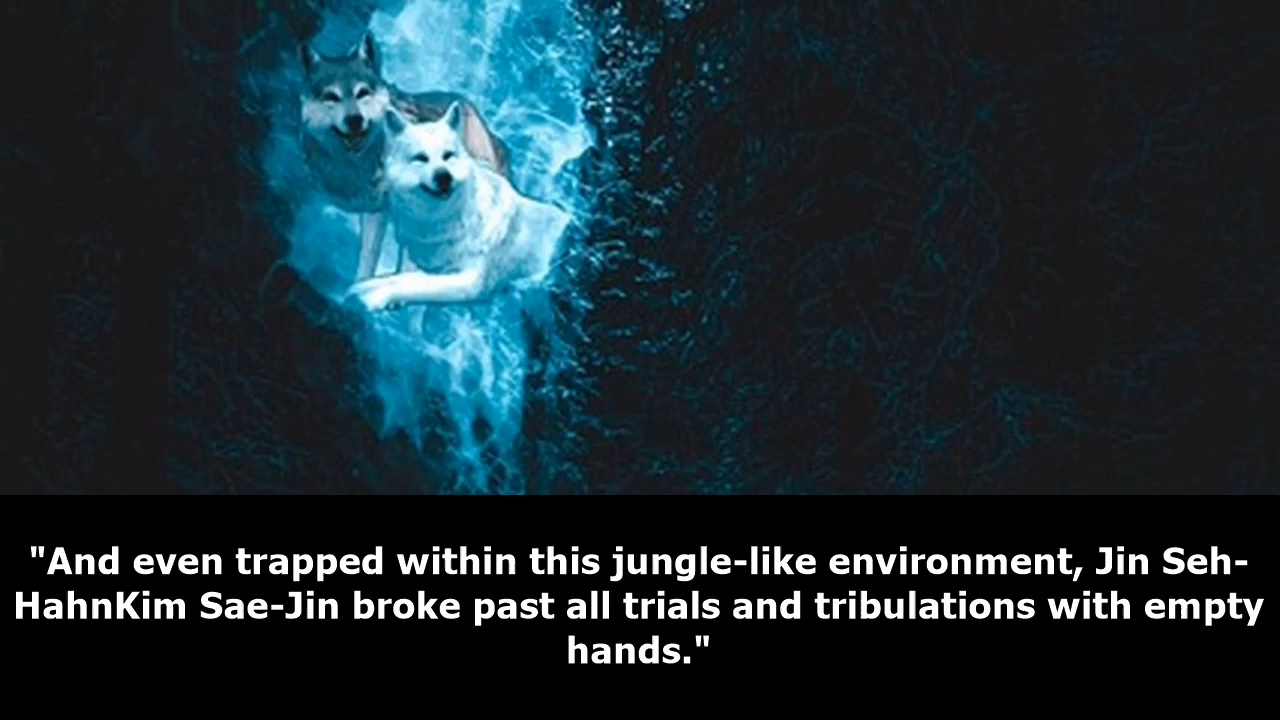 "And even trapped within this jungle-like environment, Jin Seh-
HahnKim Sae-Jin broke past all trials and tribulations with empty
hands."